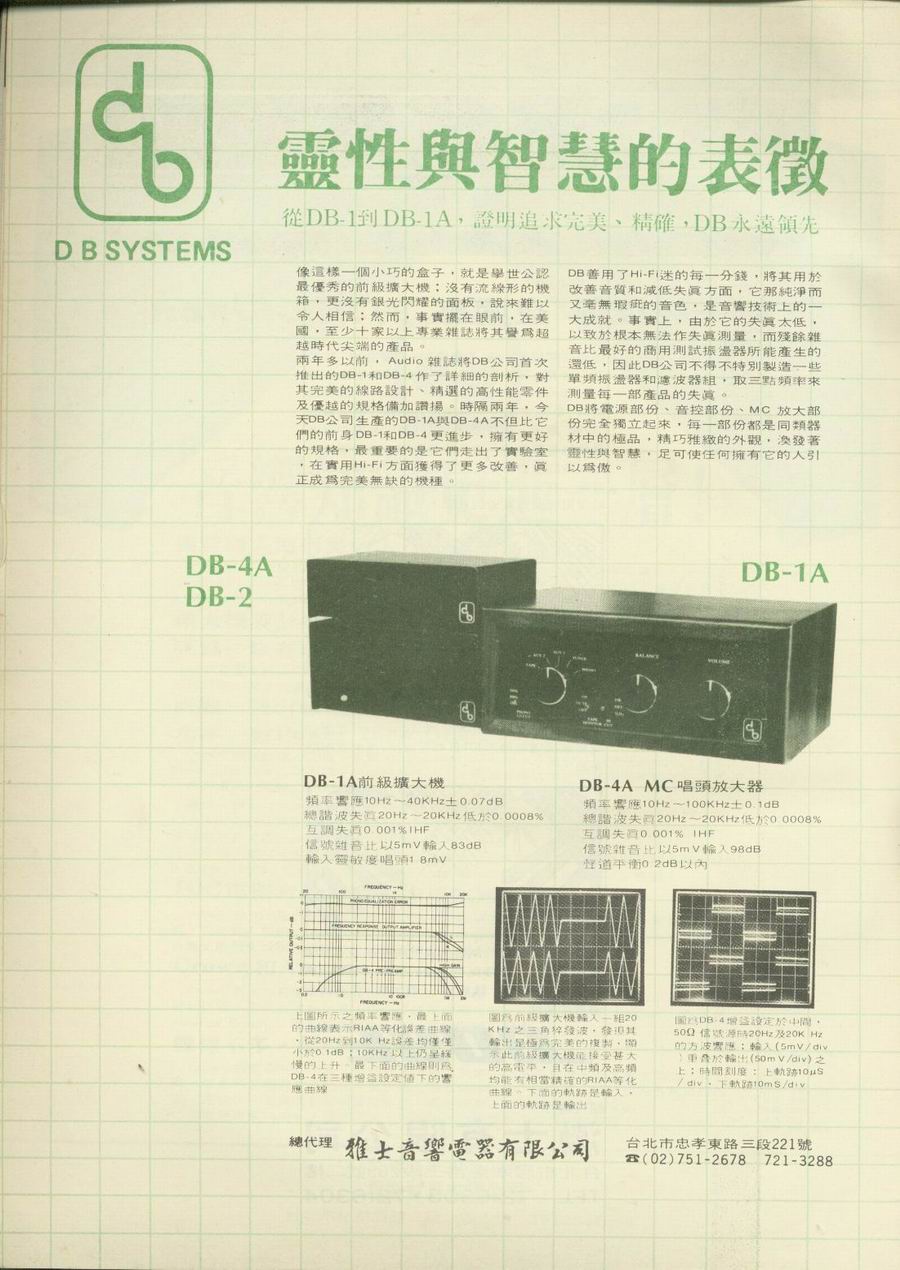 DB SYSTEMS
靈性與智慧的表徵
從DB-1到DB-1A，證明追求完美、精確，DB永遠領先
像這樣一個小巧的盒子，就是舉世公認
最優秀的前級擴大機；沒有流線形的機
箱，更沒有銀光閃耀的面板，說來難以
令人相信；然而，事實擺在眼前，在美
國，至少十家以上專業雜誌將其譽爲超
越時代尖端的產品。
兩年多以前，Audio 雜誌將DB公司首次
推出的DB-1和DB-4作了詳細的剖析，對
其完美的線路設計、精選的高性能零件
及優越的規格備加讚揚。時隔兩年，今
天DB公司生產的DB-1A與DB-4A不但比它
們的前身DB-1和DB-4更進步，擁有更好
的規格，最重要的是它們走出了實驗室
，在實用Hi-Fi方面獲得了更多改善，眞
正成爲完美無缺的機種。
DB善用了Hi-Fi迷的每一分錢，將其用於
改善音質和減低失眞方面，它那純淨而
又毫無瑕疵的音色，是音響技術上的一
大成就。事實上，由於它的失眞太低，
以致於根本無法作失眞測量，而殘餘雜
音比最好的商用測試振盪器所能產生的
還低，因此DB公司不得不特別製造一些
單頻振盪器和濾波器組，取三點頻率來
測量每一部產品的失眞。
DB將電源部份、音控部份、MC 放大部
份完全獨立起來，每一部份都是同類器
材中的極品，精巧雅緻的外觀，渙發著
靈性與智慧，足可使任何擁有它的人引
以爲傲。
DB-4A
DB-2
DB-1A
BALANCE
VOLUME
DB-1A前級擴大機
頻率響應10Hz～40KHz±0.07dB
總諧波失眞20Hz～20KHz低於0.0008%
互調失眞0.001%IHF
信號雜音比以5mV輸入83dB
輸入靈敏度唱頭1.8mV
DB-4A MC唱頭放大器
頻率響應10Hz～100KHz±0.1dB
總諧波失眞20Hz～20KHz低於0.0008%
互調失眞0.001% IHF
信號雜音比以5mV輸入98dB
聲道平衡0.2dB以內
FREQUENCY—Hz
PHONO EQUALIZATION ERROR
FREQUENCY RESPONSE OUTPUT AMPLIFIER
HIGH GAIN
DB-4 PRE-PREAMP
RELATIVE OUTPUT—dB
FREQUENCY—Hz
上圖所示之頻率響應，最上面
的曲線表示RIAA等化誤差曲線
，從20Hz到10K Hz誤差均僅僅
小於0.1dB；10KHz以上仍呈緩
慢的上升。最下面的曲線則爲
DB-4在三種增益設定値下的響
應曲線
圖爲前級擴大機輸入一組20
KHz之三角猝發波，發現其
輸出是極爲完美的複製，顯
示此前級擴大機能接受甚大
的高電平，且在中頻及高頻
均能有相當精確的RIAA等化
曲線。下面的軌跡是輸入，
上面的軌跡是輸出
圖爲DB-4增益設定於中間，
50Ω信號源時20Hz及20K Hz
的方波響應；輸入(5mV/div
)重叠於輸出(50mV/div)之
上；時間刻度：上軌跡10μS
/div，下軌跡10mS/div
總代理 雅士音響電器有限公司
台北市忠孝東路三段221號
☎(02)751-2678 721-3288